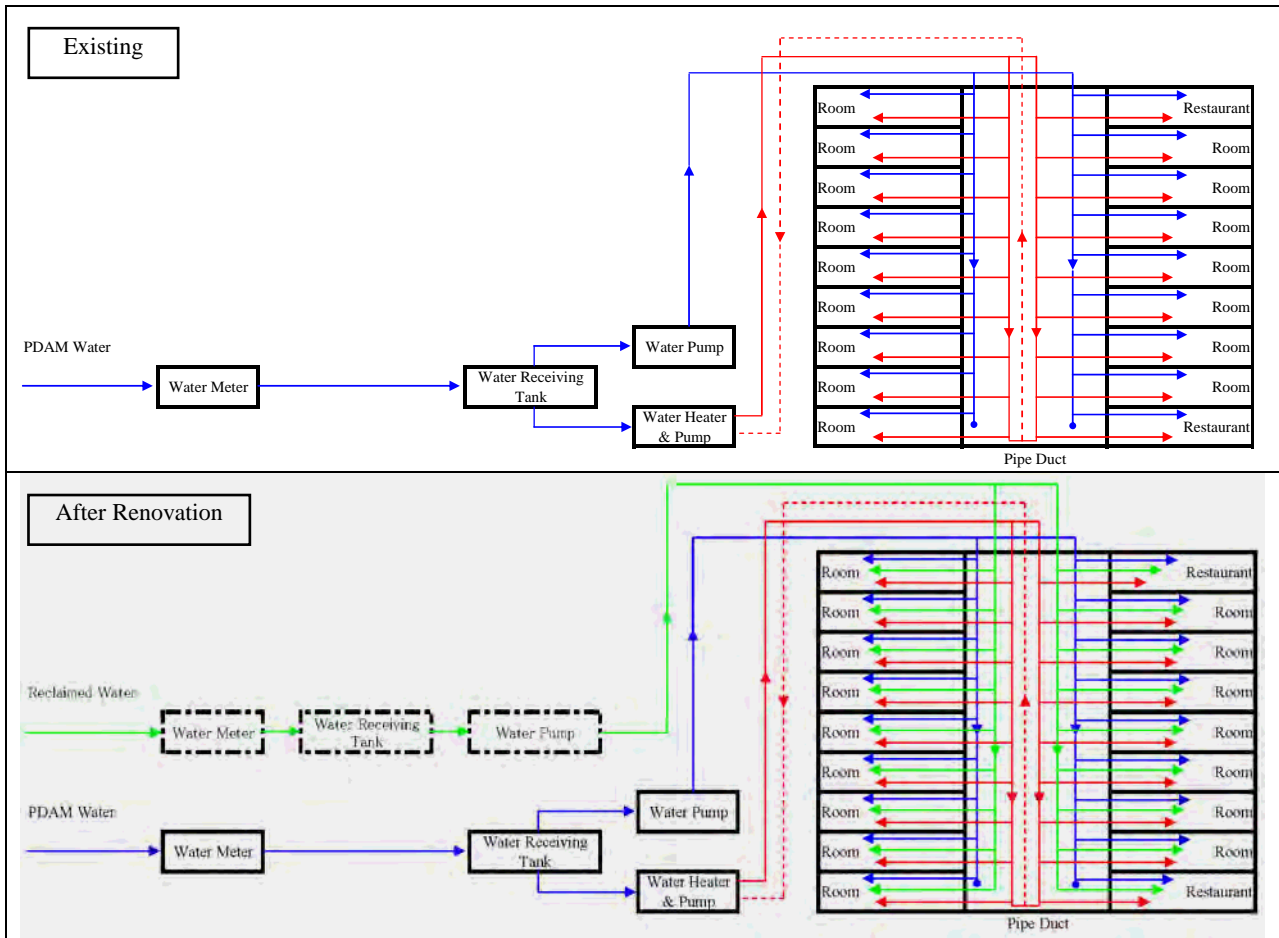 Existing
Room
Restaurant
Room
Room
Room
Room
Room
Room
Room
Room
Room
Room
PDAM Water
Water Pump
Room
Room
Water Meter
Water Receiving
Tank
Room
Room
Water Heater
& Pump
Room
Restaurant
Pipe Duct
After Renovation
Room
Restaurant
Room
Room
Room
Room
Reclaimed Water
Room
Room
Water Meter
Water Receiving
Tank
Water Pump
Room
Room
Room
Room
PDAM Water
Water Pump
Room
Room
Water Meter
Water Receiving
Tank
Room
Room
Water Heater
& Pump
Room
Restaurant
Pipe Duct